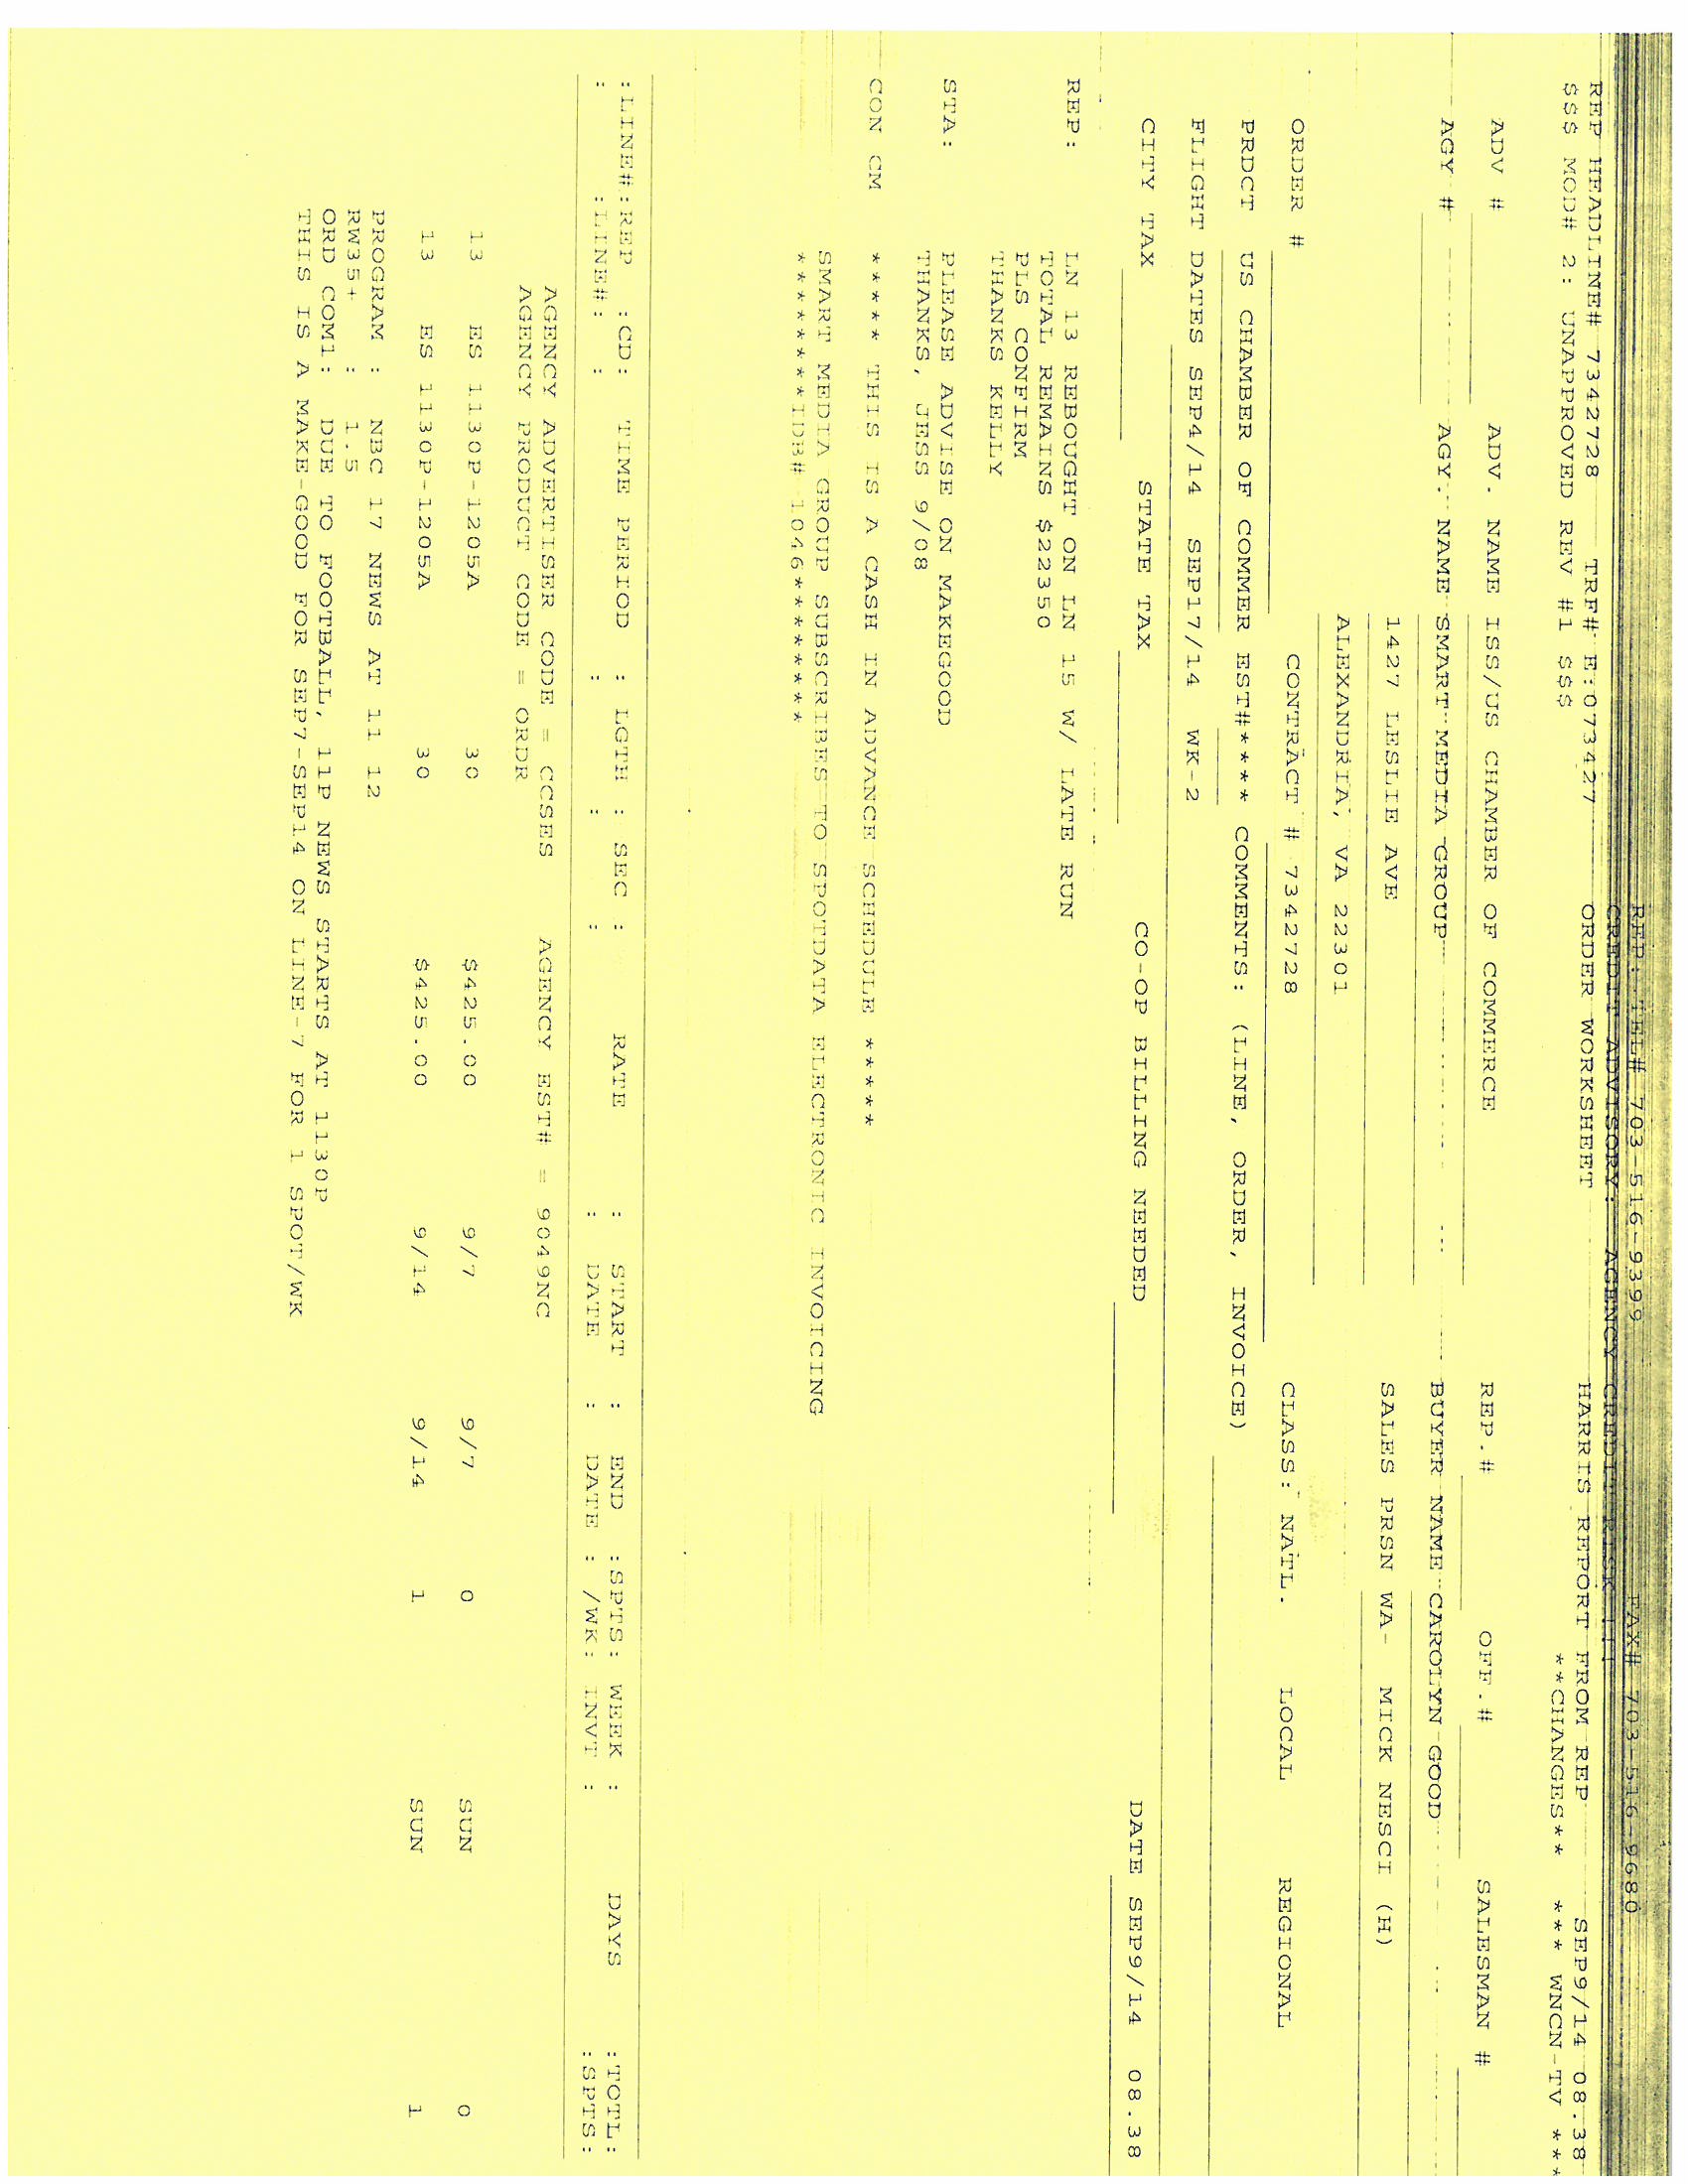 REP. TEL# 703-516-9399 FAX# 703-516-9680
CREDIT ADVISORY: AGENCY CREDIT RISK
REP HEADLINE# 7342728 TRF# E:073427 ORDER WORKSHEET HARRIS REPORT FROM REP SEP9/14 08.38
$$$ MOD# 2: UNAPPROVED REV #1 $$$ **CHANGES** *** WNCN-TV ***
ADV # ADV. NAME ISS/US CHAMBER OF COMMERCE REP.# OFF.# SALESMAN #
AGY # AGY. NAME SMART MEDIA GROUP BUYER NAME CAROLYN GOOD
1427 LESLIE AVE SALES PRSN WA- MICK NESCI (H)
ALEXANDRIA, VA 22301
ORDER # CONTRACT # 7342728 CLASS: NATL. LOCAL REGIONAL
PRDCT US CHAMBER OF COMMER EST#**** COMMENTS: (LINE, ORDER, INVOICE)
FLIGHT DATES SEP4/14 SEP17/14 WK-2
CITY TAX STATE TAX CO-OP BILLING NEEDED DATE SEP9/14 08.38
REP: LN 13 REBOUGHT ON LN 15 W/ LATE RUN
TOTAL REMAINS $22350
PLS CONFIRM
THANKS KELLY
STA: PLEASE ADVISE ON MAKEGOOD
THANKS, JESS 9/08
CON CM ***** THIS IS A CASH IN ADVANCE SCHEDULE *****
SMART MEDIA GROUP SUBSCRIBES TO SPOTDATA ELECTRONIC INVOICING
*********IDB# 1046*********
:LINE#:REP :CD: TIME PERIOD : LGTH : SEC : RATE : START : END :SPTS: WEEK : DAYS :TOTL:
: :LINE#: : : : : : DATE : DATE : /WK: INVT : :SPTS:
AGENCY ADVERTISER CODE = CCSES AGENCY EST# = 9049NC
AGENCY PRODUCT CODE = ORDR
13 ES 1130P-1205A 30 $425.00 9/7 9/7 0 SUN 0
13 ES 1130P-1205A 30 $425.00 9/14 9/14 1 SUN 1
PROGRAM : NBC 17 NEWS AT 11 12
RW35+ : 1.5
ORD COM1: DUE TO FOOTBALL, 11P NEWS STARTS AT 1130P
THIS IS A MAKE-GOOD FOR SEP7-SEP14 ON LINE-7 FOR 1 SPOT/WK